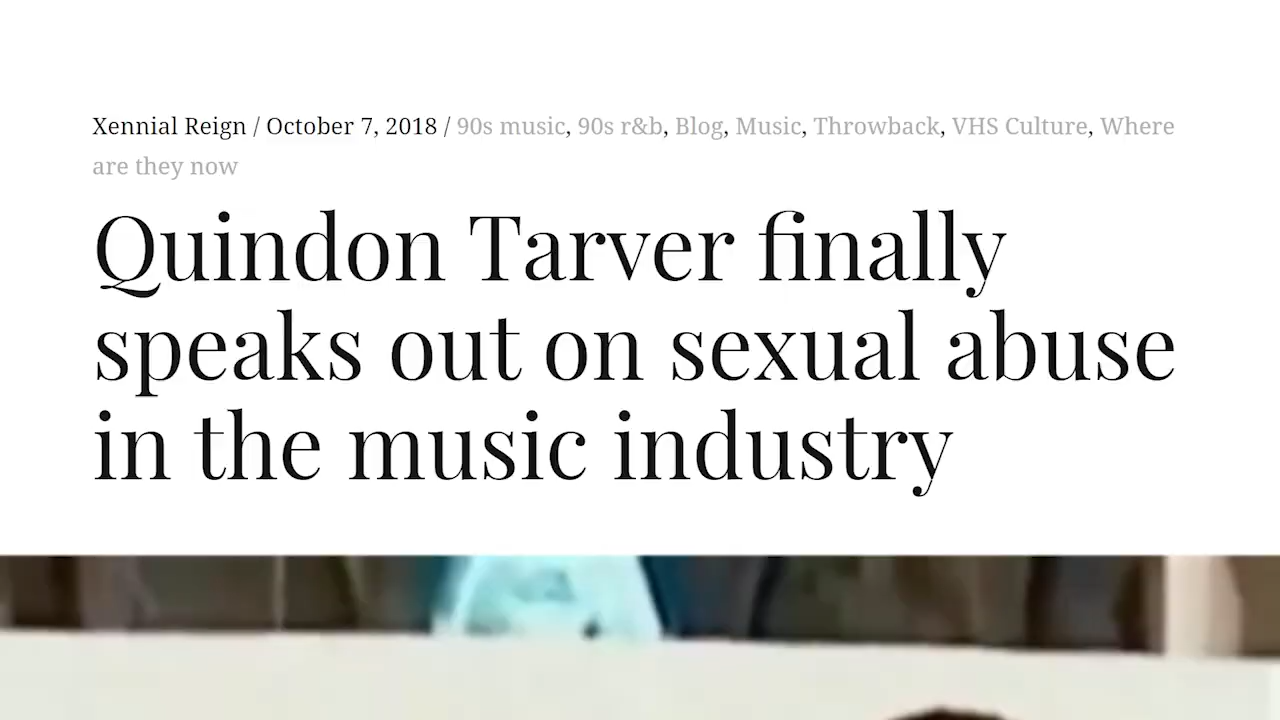 Xennial Reign / October 7, 2018 / 90s music, 90s r&b, Blog, Music, Throwback, VHS Culture, Where
are they now
Quindon Tarver finally
speaks out on sexual abuse
in the music industry